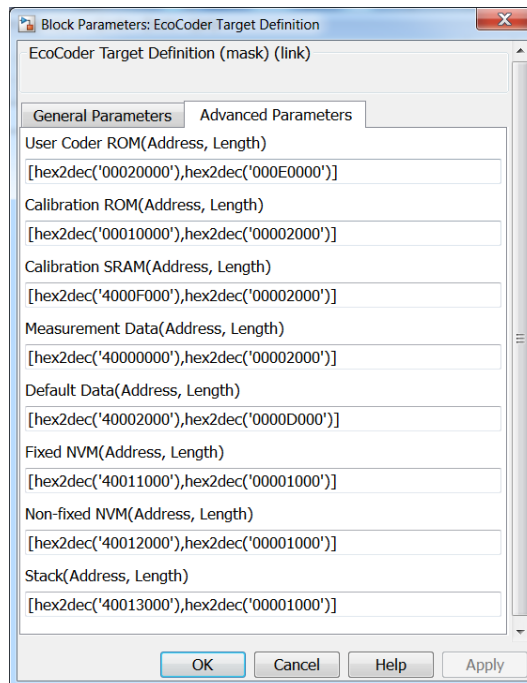 Block Parameters: EcoCoder Target Definition
EcoCoder Target Definition (mask) (link)
General Parameters Advanced Parameters
User Coder ROM(Address, Length)
[hex2dec('00020000'),hex2dec('000E0000')]
Calibration ROM(Address, Length)
[hex2dec('00010000'),hex2dec('00002000')]
Calibration SRAM(Address, Length)
[hex2dec('4000F000'),hex2dec('00002000')]
Measurement Data(Address, Length)
[hex2dec('40000000'),hex2dec('00002000')]
Default Data(Address, Length)
[hex2dec('40002000'),hex2dec('0000D000')]
Fixed NVM(Address, Length)
[hex2dec('40011000'),hex2dec('00001000')]
Non-fixed NVM(Address, Length)
[hex2dec('40012000'),hex2dec('00001000')]
Stack(Address, Length)
[hex2dec('40013000'),hex2dec('00001000')]
OK Cancel Help Apply